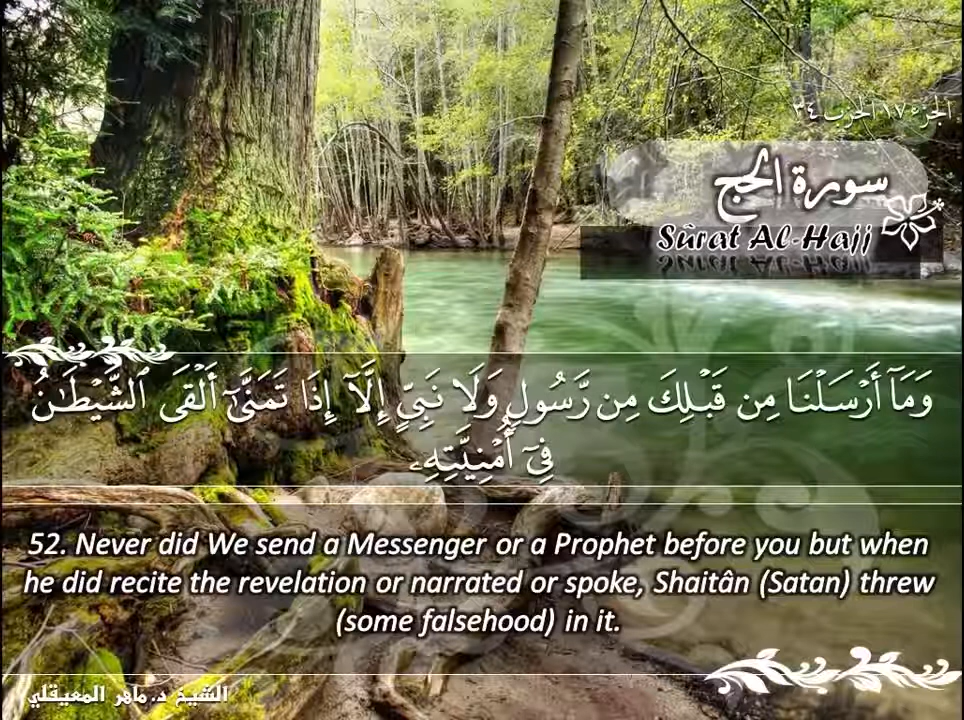 الجزء ١٧ الحزب ٣٤
سورة الحج
Sûrat Al-Hajj
وَمَآ أَرْسَلْنَا مِن قَبْلِكَ مِن رَّسُولٍ وَلَا نَبِىٍّ إِلَّآ إِذَا تَمَنَّىٰٓ أَلْقَى ٱلشَّيْطَـٰنُ
فِىٓ أُمْنِيَّتِهِۦ
52. Never did We send a Messenger or a Prophet before you but when
he did recite the revelation or narrated or spoke, Shaitân (Satan) threw
(some falsehood) in it.
الشيخ د. ماهر المعيقلي